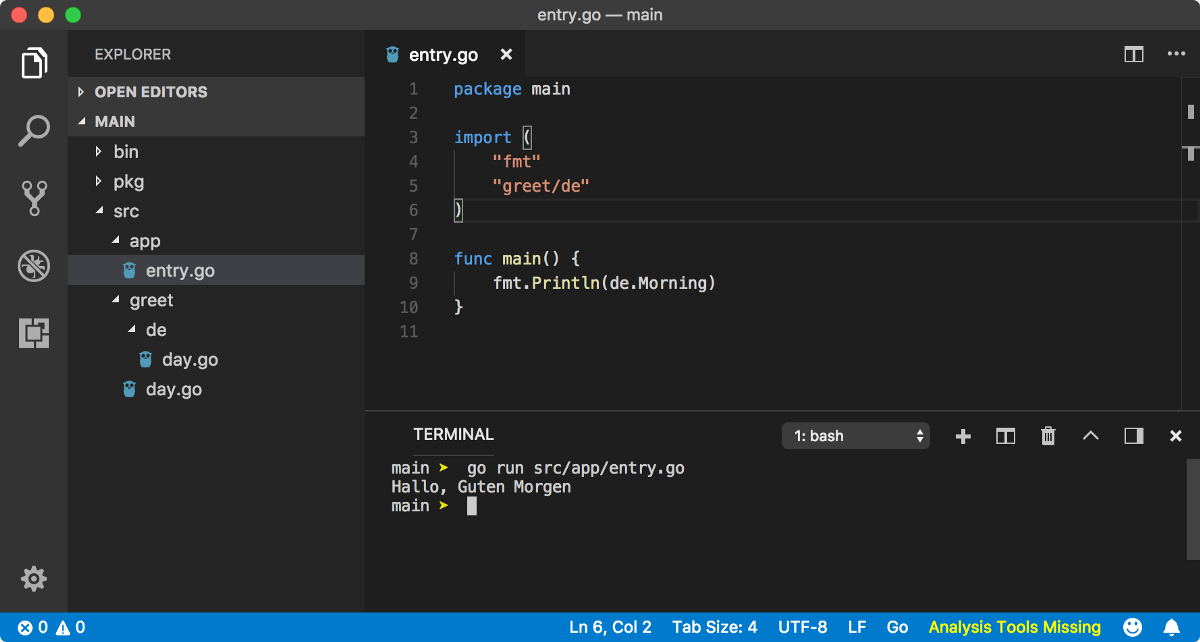 entry.go — main
EXPLORER
OPEN EDITORS
MAIN
bin
pkg
src
app
entry.go
greet
de
day.go
day.go
entry.go
1 package main
2
3 import (
4 "fmt"
5 "greet/de"
6 )
7
8 func main() {
9 fmt.Println(de.Morning)
10 }
11
TERMINAL
1: bash
main ➤ go run src/app/entry.go
Hallo, Guten Morgen
main ➤
0 0
Ln 6, Col 2 Tab Size: 4 UTF-8 LF Go Analysis Tools Missing